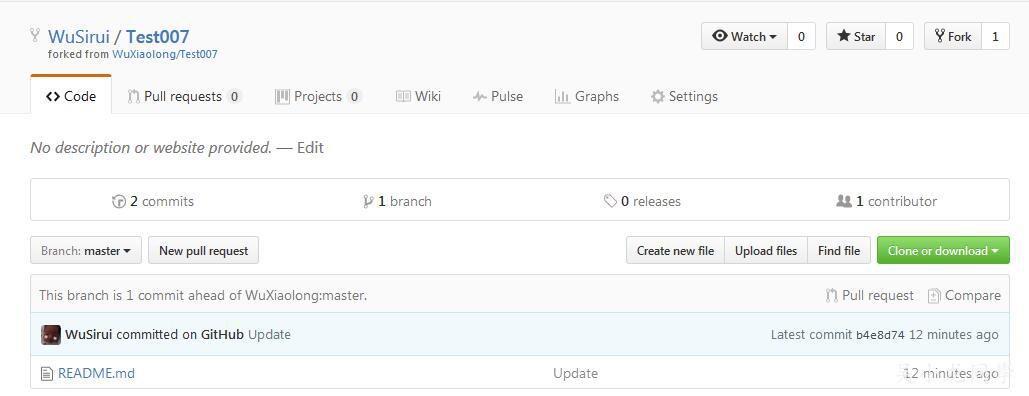 WuSirui / Test007
forked from WuXiaolong/Test007
Watch 0 Star 0 Fork 1
Code Pull requests 0 Projects 0 Wiki Pulse Graphs Settings
No description or website provided. — Edit
2 commits 1 branch 0 releases 1 contributor
Branch: master New pull request Create new file Upload files Find file Clone or download
This branch is 1 commit ahead of WuXiaolong:master. Pull request Compare
WuSirui committed on GitHub Update Latest commit b4e8d74 12 minutes ago
README.md Update 12 minutes ago